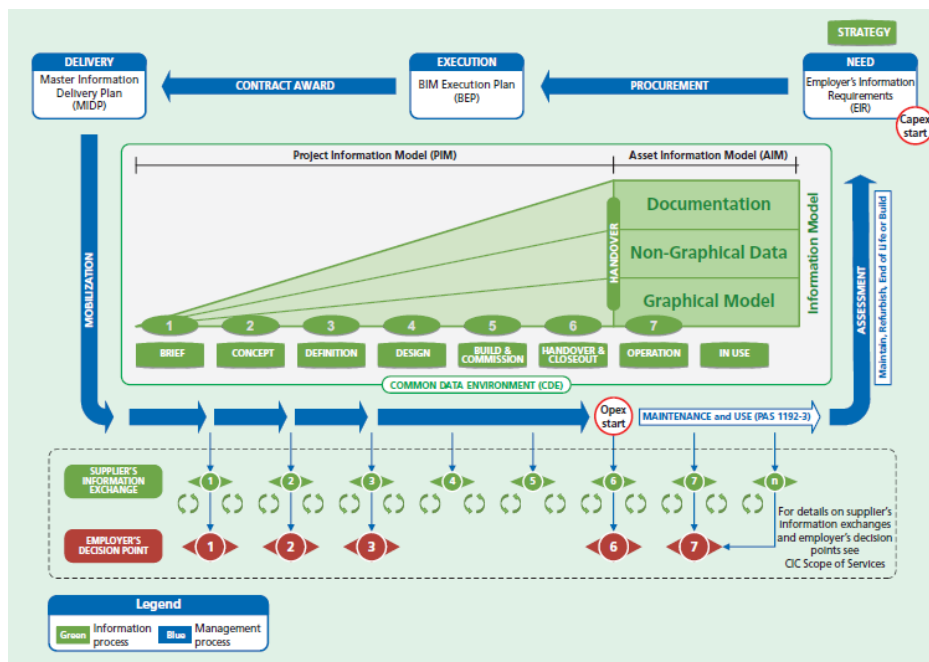 STRATEGY
DELIVERY
Master Information
Delivery Plan
(MIDP)
CONTRACT AWARD
EXECUTION
BIM Execution Plan
(BEP)
PROCUREMENT
NEED
Employer's Information
Requirements
(EIR)
Capex
start
Project Information Model (PIM)
Asset Information Model (AIM)
Documentation
Non-Graphical Data
Graphical Model
HANDOVER
Information Model
MOBILIZATION
ASSESSMENT
Maintain, Refurbish, End of Life or Build
1
2
3
4
5
6
7
BRIEF
CONCEPT
DEFINITION
DESIGN
BUILD &
COMMISSION
HANDOVER &
CLOSEOUT
OPERATION
IN USE
COMMON DATA ENVIRONMENT (CDE)
Opex
start
MAINTENANCE and USE (PAS 1192-3)
SUPPLIER'S
INFORMATION
EXCHANGE
1
2
3
4
5
6
7
n
EMPLOYER'S
DECISION POINT
1
2
3
6
7
For details on supplier's
information exchanges
and employer's decision
points see
CIC Scope of Services
Legend
Green
Information
process
Blue
Management
process